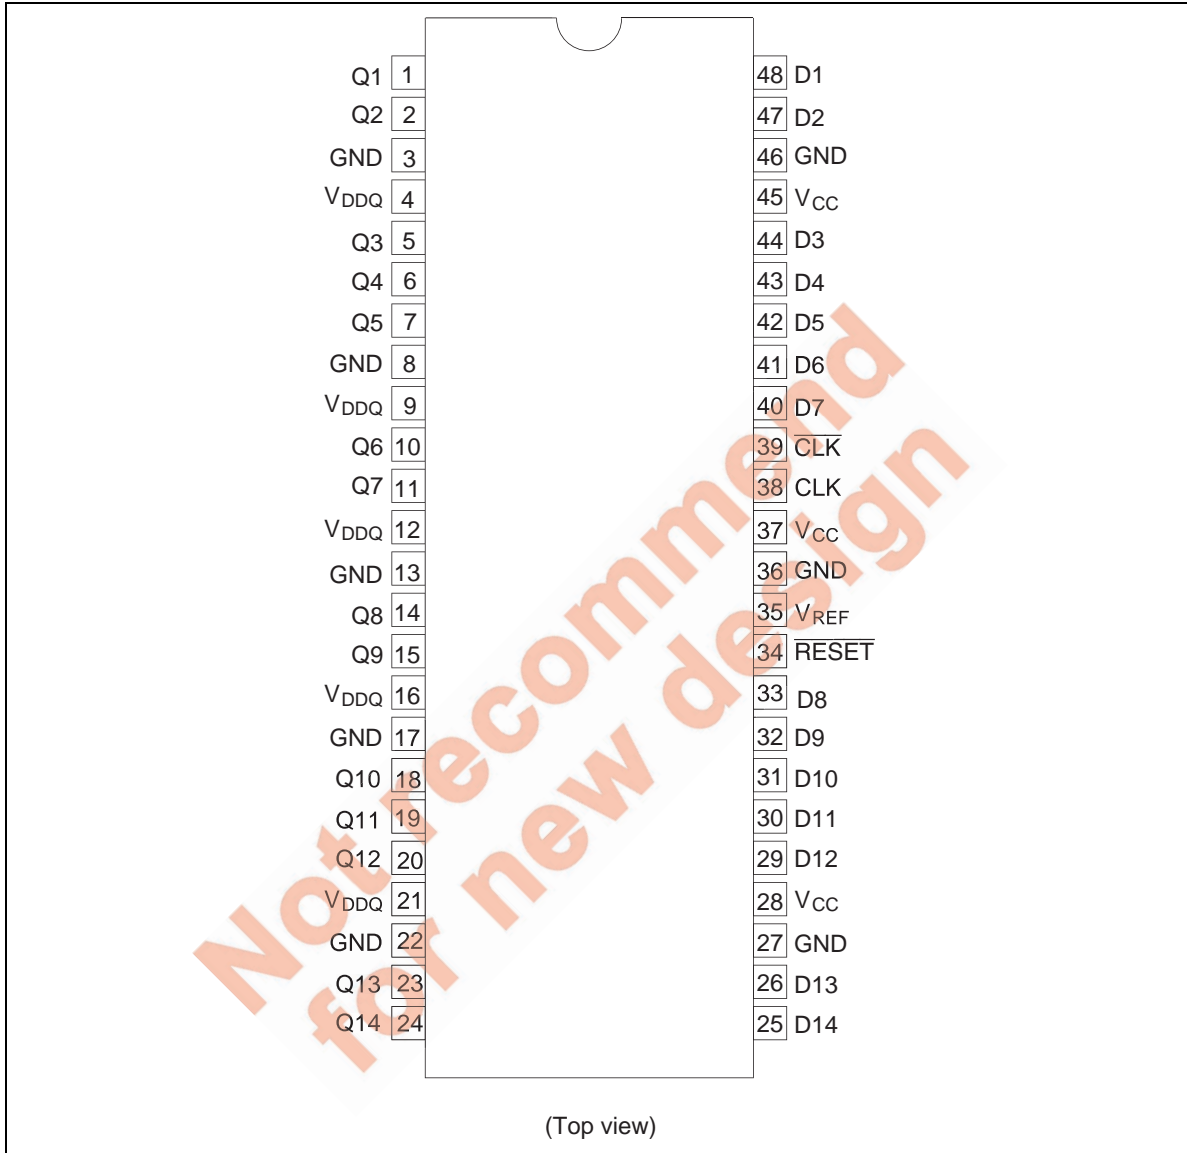 Q1 1 48 D1
Q2 2 47 D2
GND 3 46 GND
VDDQ 4 45 VCC
Q3 5 44 D3
Q4 6 43 D4
Q5 7 42 D5
GND 8 41 D6
VDDQ 9 40 D7
Q6 10 39 CLK
Q7 11 38 CLK
VDDQ 12 37 VCC
GND 13 36 GND
Q8 14 35 VREF
Q9 15 34 RESET
VDDQ 16 33 D8
GND 17 32 D9
Q10 18 31 D10
Q11 19 30 D11
Q12 20 29 D12
VDDQ 21 28 VCC
GND 22 27 GND
Q13 23 26 D13
Q14 24 25 D14
(Top view)
Not recommend
for new design